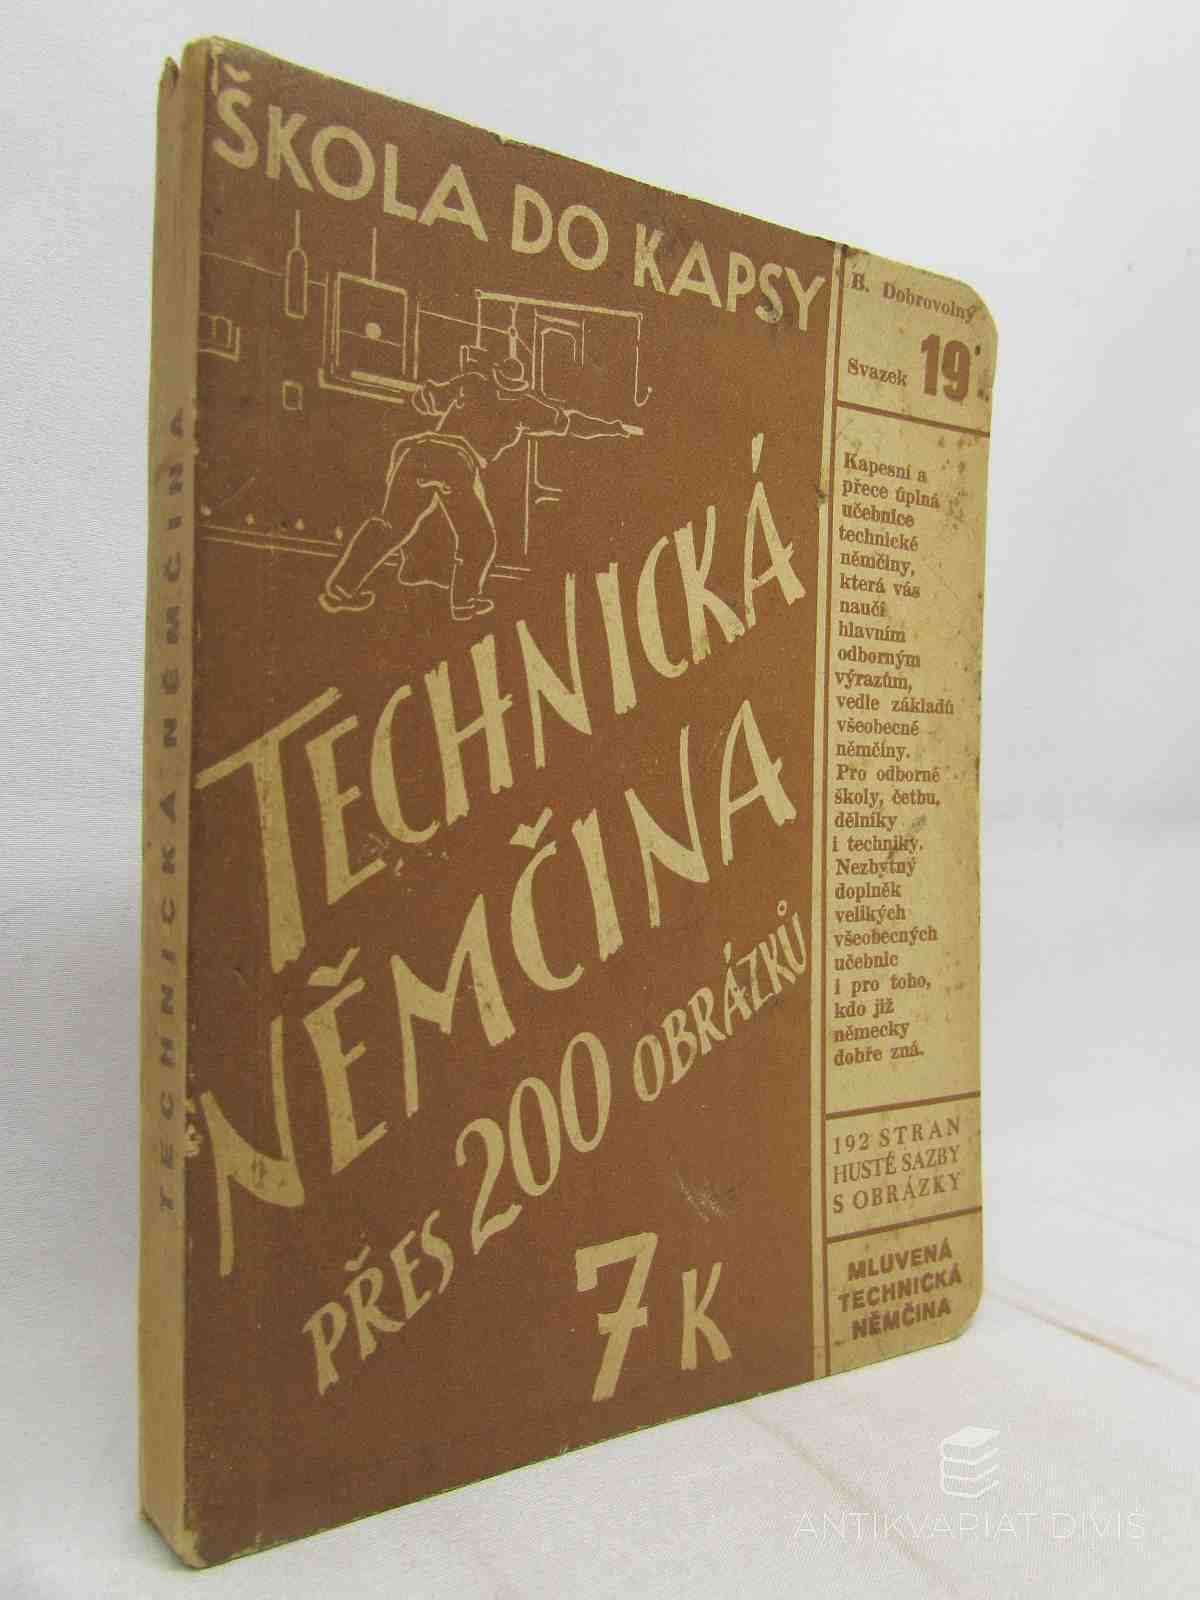 ŠKOLA DO KAPSY
TECHNICKÁ
NĚMČINA
PŘES 200 OBRÁZKŮ
7 K
B. Dobrovolný
Svazek 19
Kapesní a
přece úplná
učebnice
technické
němčiny,
která vás
naučí
hlavním
odborným
výrazům,
vedle základů
všeobecné
němčiny.
Pro odborné
školy, četbu,
dělníky
i techniky.
Nezbytný
doplněk
velikých
všeobecných
učebnic
i pro toho,
kdo již
německy
dobře zná.
192 STRAN
HUSTÉ SAZBY
S OBRÁZKY
MLUVENÁ
TECHNICKÁ
NĚMČINA
TECHNICKÁ NĚMČINA
ANTIKVARIÁT DIVIŠ